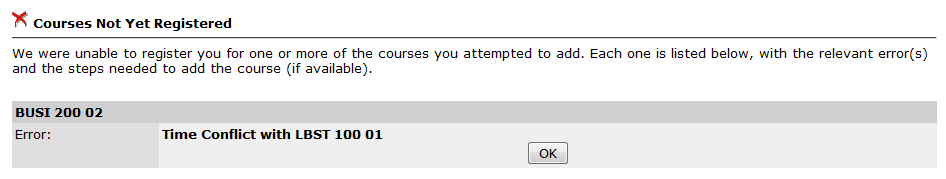 Courses Not Yet Registered
We were unable to register you for one or more of the courses you attempted to add. Each one is listed below, with the relevant error(s)
and the steps needed to add the course (if available).
BUSI 200 02
Error: Time Conflict with LBST 100 01
OK